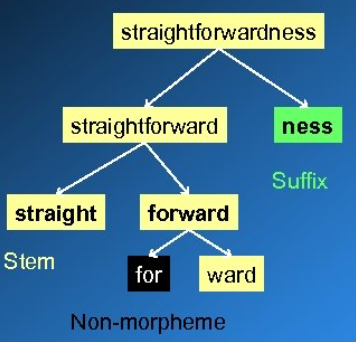 straightforwardness
straightforward ness
Suffix
straight forward
Stem
for ward
Non-morpheme